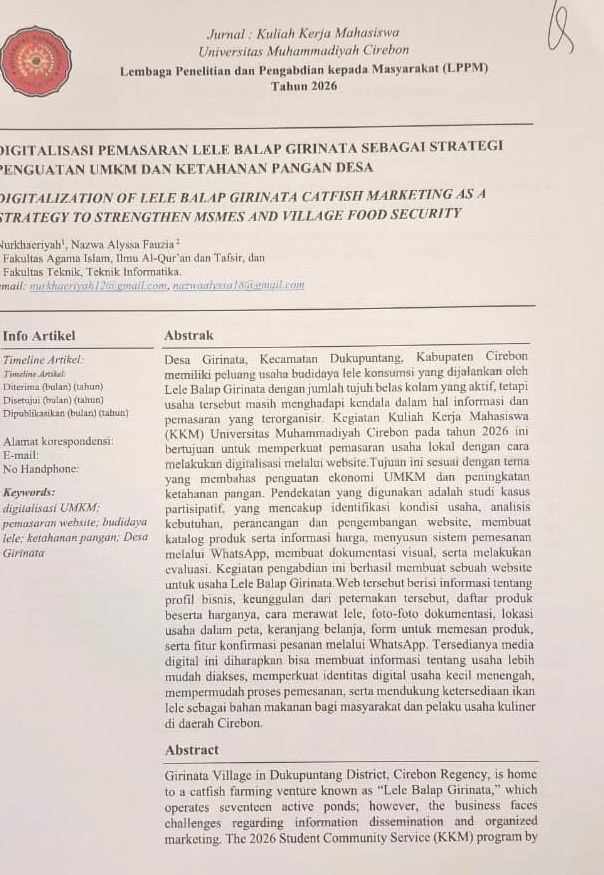 Jurnal : Kuliah Kerja Mahasiswa
Universitas Muhammadiyah Cirebon
Lembaga Penelitian dan Pengabdian kepada Masyarakat (LPPM)
Tahun 2026
DIGITALISASI PEMASARAN LELE BALAP GIRINATA SEBAGAI STRATEGI
PENGUATAN UMKM DAN KETAHANAN PANGAN DESA
DIGITALIZATION OF LELE BALAP GIRINATA CATFISH MARKETING AS A
STRATEGY TO STRENGTHEN MSMES AND VILLAGE FOOD SECURITY
Nurkhaeriyah¹, Nazwa Alyssa Fauzia ²
Fakultas Agama Islam, Ilmu Al-Qur'an dan Tafsir, dan
Fakultas Teknik, Teknik Informatika.
email: nurkhaeriyah12@gmail.com, nazwaalyssa18@gmail.com
Info Artikel
Timeline Artikel:
Timeline Artikel:
Diterima (bulan) (tahun)
Disetujui (bulan) (tahun)
Dipublikasikan (bulan) (tahun)
Alamat korespondensi:
E-mail:
No Handphone:
Keywords:
digitalisasi UMKM;
pemasaran website; budidaya
lele; ketahanan pangan; Desa
Girinata
Abstrak
Desa Girinata, Kecamatan Dukupuntang, Kabupaten Cirebon
memiliki peluang usaha budidaya lele konsumsi yang dijalankan oleh
Lele Balap Girinata dengan jumlah tujuh belas kolam yang aktif, tetapi
usaha tersebut masih menghadapi kendala dalam hal informasi dan
pemasaran yang terorganisir. Kegiatan Kuliah Kerja Mahasiswa
(KKM) Universitas Muhammadiyah Cirebon pada tahun 2026 ini
bertujuan untuk memperkuat pemasaran usaha lokal dengan cara
melakukan digitalisasi melalui website.Tujuan ini sesuai dengan tema
yang membahas penguatan ekonomi UMKM dan peningkatan
ketahanan pangan. Pendekatan yang digunakan adalah studi kasus
partisipatif, yang mencakup identifikasi kondisi usaha, analisis
kebutuhan, perancangan dan pengembangan website, membuat
katalog produk serta informasi harga, menyusun sistem pemesanan
melalui WhatsApp, membuat dokumentasi visual, serta melakukan
evaluasi. Kegiatan pengabdian ini berhasil membuat sebuah website
untuk usaha Lele Balap Girinata.Web tersebut berisi informasi tentang
profil bisnis, keunggulan dari peternakan tersebut, daftar produk
beserta harganya, cara merawat lele, foto-foto dokumentasi, lokasi
usaha dalam peta, keranjang belanja, form untuk memesan produk,
serta fitur konfirmasi pesanan melalui WhatsApp. Tersedianya media
digital ini diharapkan bisa membuat informasi tentang usaha lebih
mudah diakses, memperkuat identitas digital usaha kecil menengah,
mempermudah proses pemesanan, serta mendukung ketersediaan ikan
lele sebagai bahan makanan bagi masyarakat dan pelaku usaha kuliner
di daerah Cirebon.
Abstract
Girinata Village in Dukupuntang District, Cirebon Regency, is home
to a catfish farming venture known as "Lele Balap Girinata," which
operates seventeen active ponds; however, the business faces
challenges regarding information dissemination and organized
marketing. The 2026 Student Community Service (KKM) program by